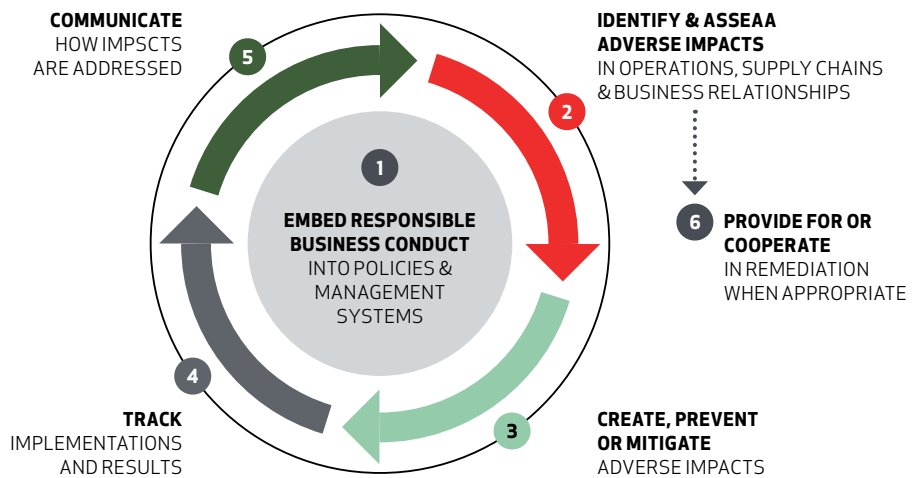 COMMUNICATE
HOW IMPSCTS
ARE ADDRESSED
5
IDENTIFY & ASSEAA
ADVERSE IMPACTS
IN OPERATIONS, SUPPLY CHAINS
& BUSINESS RELATIONSHIPS
2
1
EMBED RESPONSIBLE
BUSINESS CONDUCT
INTO POLICIES &
MANAGEMENT
SYSTEMS
6
PROVIDE FOR OR
COOPERATE
IN REMEDIATION
WHEN APPROPRIATE
4
TRACK
IMPLEMENTATIONS
AND RESULTS
3
CREATE, PREVENT
OR MITIGATE
ADVERSE IMPACTS